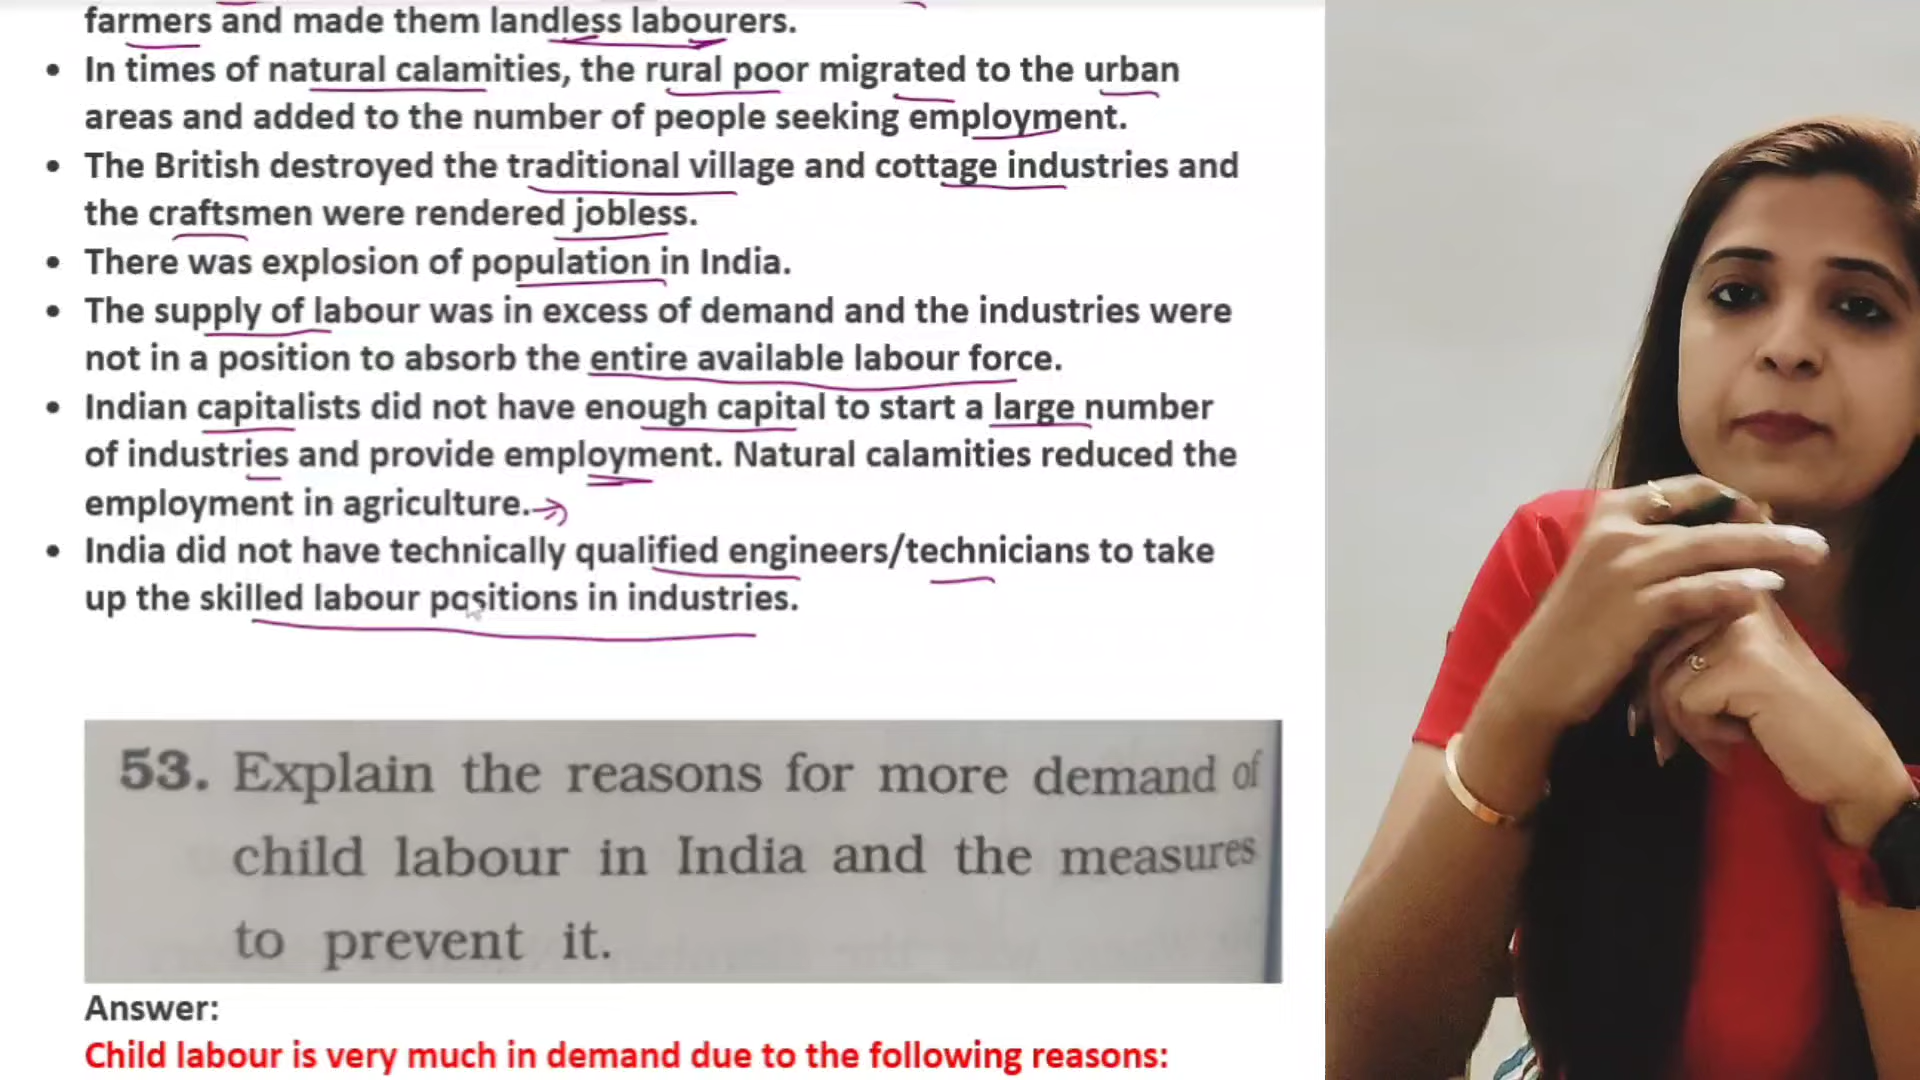 farmers and made them landless labourers.
• In times of natural calamities, the rural poor migrated to the urban
areas and added to the number of people seeking employment.
• The British destroyed the traditional village and cottage industries and
the craftsmen were rendered jobless.
• There was explosion of population in India.
• The supply of labour was in excess of demand and the industries were
not in a position to absorb the entire available labour force.
• Indian capitalists did not have enough capital to start a large number
of industries and provide employment. Natural calamities reduced the
employment in agriculture.
• India did not have technically qualified engineers/technicians to take
up the skilled labour positions in industries.
53. Explain the reasons for more demand of
child labour in India and the measures
to prevent it.
Answer:
Child labour is very much in demand due to the following reasons: